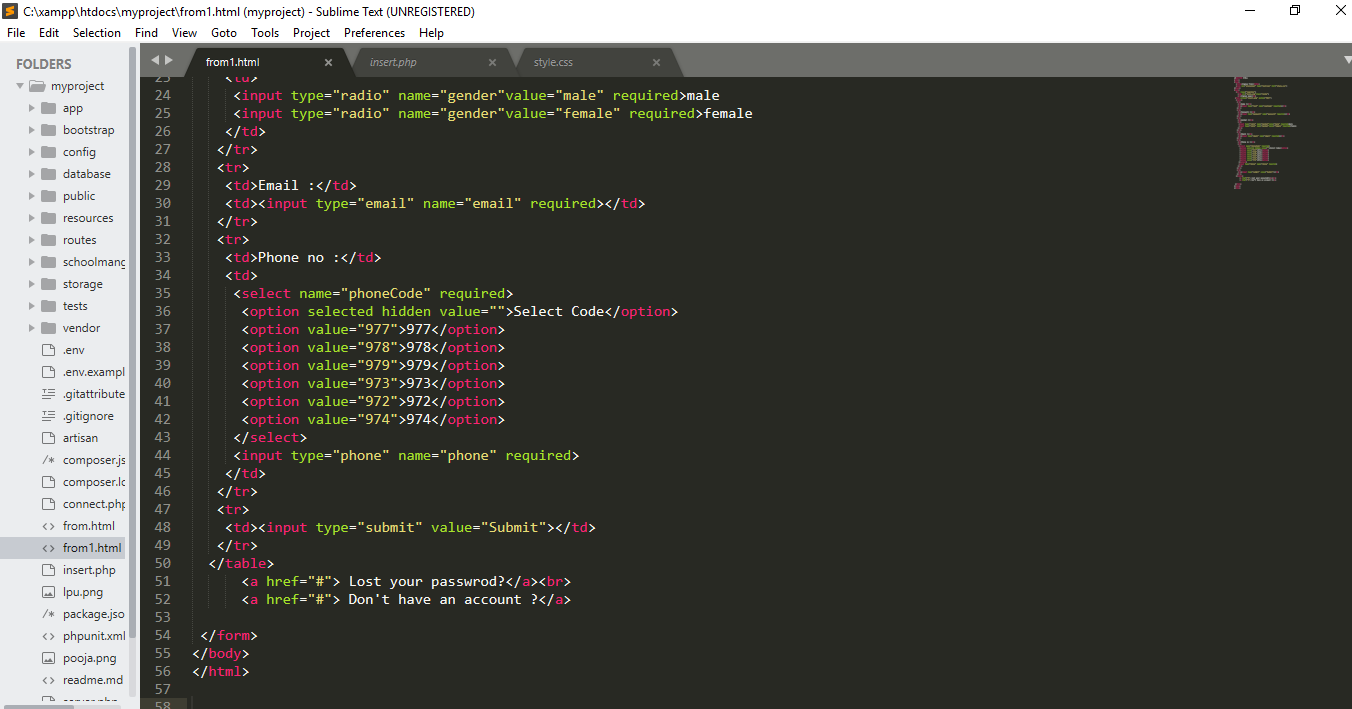 C:\xampp\htdocs\myproject\from1.html (myproject) - Sublime Text (UNREGISTERED)
File Edit Selection Find View Goto Tools Project Preferences Help
FOLDERS
myproject
app
bootstrap
config
database
public
resources
routes
schoolmang
storage
tests
vendor
.env
.env.exampl
.gitattribute
.gitignore
artisan
composer.js
composer.lo
connect.php
from.html
from1.html
insert.php
lpu.png
package.jso
phpunit.xml
pooja.png
readme.md
server.php
from1.html insert.php style.css
23 <td>
24 <input type="radio" name="gender"value="male" required>male
25 <input type="radio" name="gender"value="female" required>female
26 </td>
27 </tr>
28 <tr>
29 <td>Email :</td>
30 <td><input type="email" name="email" required></td>
31 </tr>
32 <tr>
33 <td>Phone no :</td>
34 <td>
35 <select name="phoneCode" required>
36 <option selected hidden value="">Select Code</option>
37 <option value="977">977</option>
38 <option value="978">978</option>
39 <option value="979">979</option>
40 <option value="973">973</option>
41 <option value="972">972</option>
42 <option value="974">974</option>
43 </select>
44 <input type="phone" name="phone" required>
45 </td>
46 </tr>
47 <tr>
48 <td><input type="submit" value="Submit"></td>
49 </tr>
50 </table>
51 <a href="#"> Lost your passwrod?</a><br>
52 <a href="#"> Don't have an account ?</a>
53
54 </form>
55 </body>
56 </html>
57
58